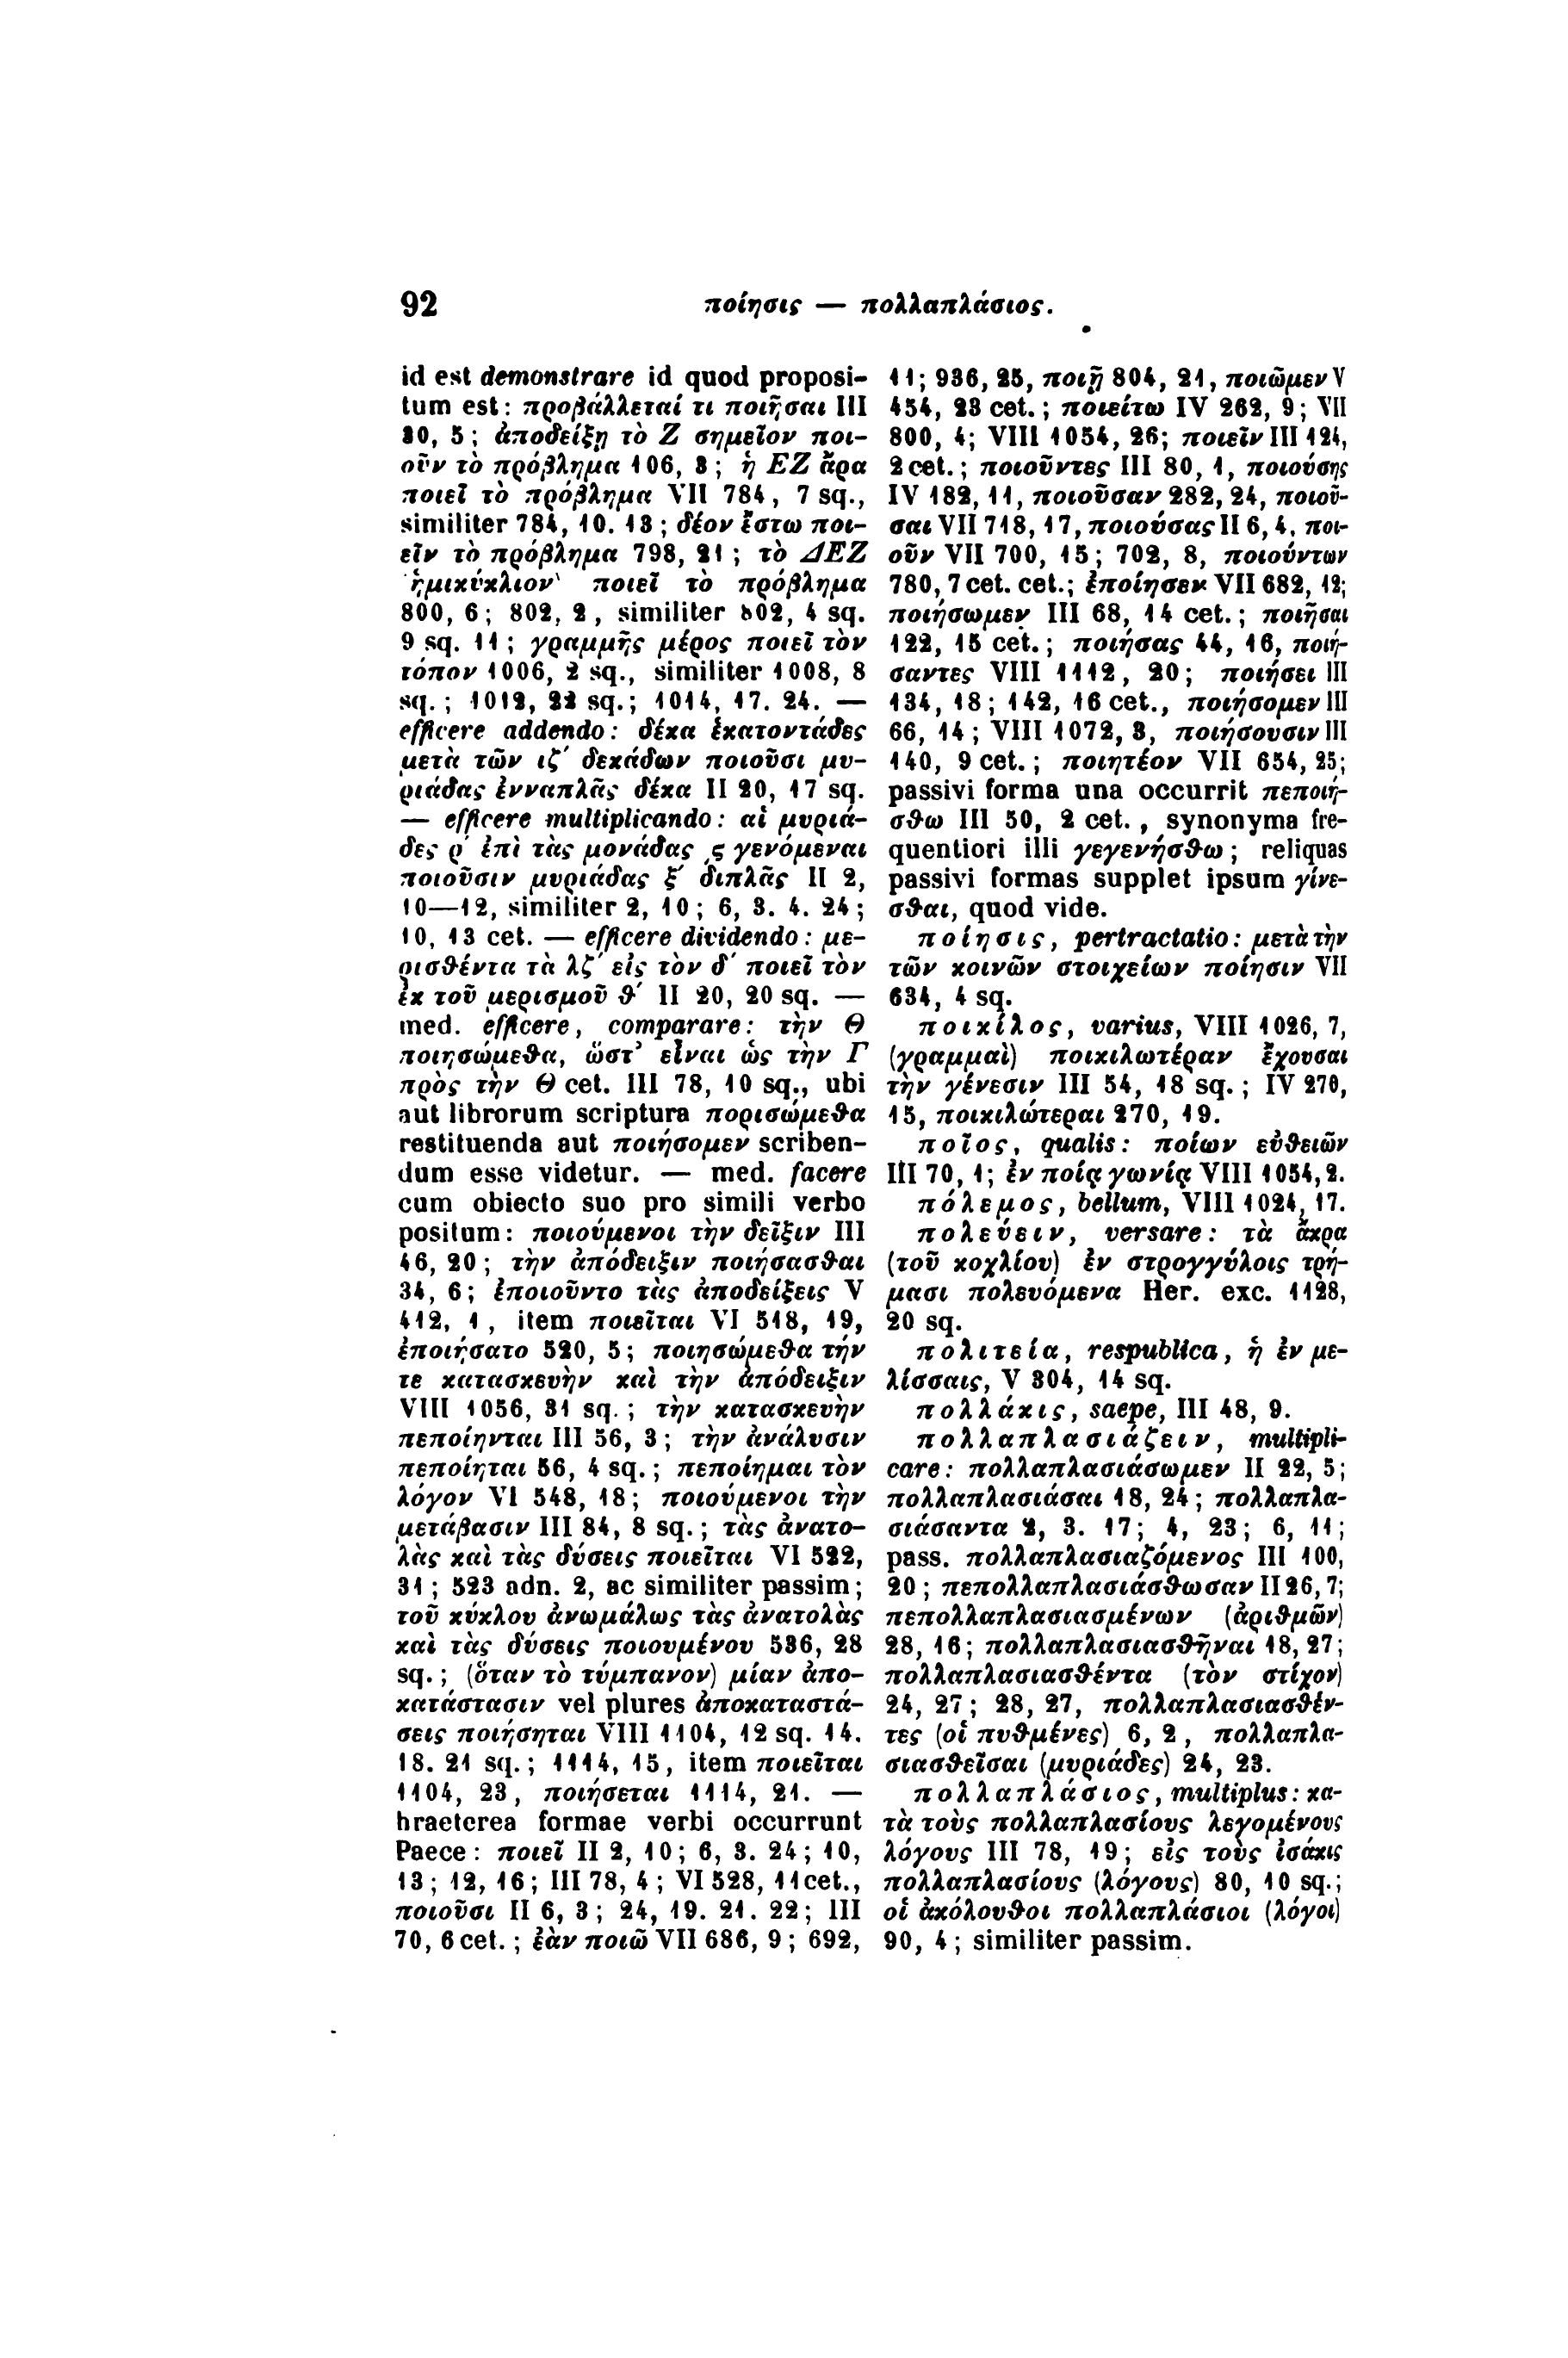 92 ποίησις — πολλαπλάσιος.
id est demonstrare id quod proposi-
tum est: προβάλλεταί τι ποιῆσαι III
30, 5; ἀποδείξῃ τὸ Ζ σημεῖον ποι-
οῦν τὸ πρόβλημα 106, 3; ἡ ΕΖ ἄρα
ποιεῖ τὸ πρόβλημα VII 784, 7 sq.,
similiter 784, 10. 13; δέον ἔστω ποι-
εῖν τὸ πρόβλημα 798, 21; τὸ ΔΕΖ
ἡμικύκλιον ποιεῖ τὸ πρόβλημα
800, 6; 802, 2, similiter 802, 4 sq.
9 sq. 11; γραμμῆς μέρος ποιεῖ τὸν
τόπον 1006, 2 sq., similiter 1008, 8
sq.; 1012, 22 sq.; 1014, 17. 24. —
efficere addendo: δέκα ἑκατοντάδες
μετὰ τῶν ιζ΄ δεκάδων ποιοῦσι μυ-
ριάδας ἐνναπλᾶς δέκα II 20, 17 sq.
— efficere multiplicando: αἱ μυριά-
δες ρ΄ ἐπὶ τὰς μονάδας ͵ς γενόμεναι
ποιοῦσιν μυριάδας ξ΄ διπλᾶς II 2,
10—12, similiter 2, 10; 6, 3. 4. 24;
10, 13 cet. — efficere dividendo: με-
ρισθέντα τὰ λζ΄ εἰς τὸν δ΄ ποιεῖ τὸν
ἐκ τοῦ μερισμοῦ θ΄ II 20, 20 sq. —
med. efficere, comparare: τὴν Θ
ποιησώμεθα, ὥστ’ εἶναι ὡς τὴν Γ
πρὸς τὴν Θ cet. III 78, 10 sq., ubi
aut librorum scriptura πορισώμεθα
restituenda aut ποιήσομεν scriben-
dum esse videtur. — med. facere
cum obiecto suo pro simili verbo
positum: ποιούμενοι τὴν δεῖξιν III
46, 20; τὴν ἀπόδειξιν ποιήσασθαι
34, 6; ἐποιοῦντο τὰς ἀποδείξεις V
412, 1, item ποιεῖται VI 518, 19,
ἐποιήσατο 520, 5; ποιησώμεθα τήν
τε κατασκευὴν καὶ τὴν ἀπόδειξιν
VIII 1056, 31 sq.; τὴν κατασκευὴν
πεποίηνται III 56, 3; τὴν ἀνάλυσιν
πεποίηται 56, 4 sq.; πεποίημαι τὸν
λόγον VI 548, 18; ποιούμενοι τὴν
μετάβασιν III 84, 8 sq.; τὰς ἀνατο-
λὰς καὶ τὰς δύσεις ποιεῖται VI 522,
31; 523 adn. 2, ac similiter passim;
τοῦ κύκλου ἀνωμάλως τὰς ἀνατολὰς
καὶ τὰς δύσεις ποιουμένου 536, 28
sq.; (ὅταν τὸ τύμπανον) μίαν ἀπο-
κατάστασιν vel plures ἀποκαταστά-
σεις ποιήσηται VIII 1104, 12 sq. 14.
18. 21 sq.; 1114, 15, item ποιεῖται
1104, 23, ποιήσεται 1114, 21. —
hraeterea formae verbi occurrunt
Paece: ποιεῖ II 2, 10; 6, 3. 24; 10,
13; 12, 16; III 78, 4; VI 528, 11 cet.,
ποιοῦσι II 6, 3; 24, 19. 21. 22; III
70, 6 cet.; ἐὰν ποιῶ VII 686, 9; 692,
11; 936, 25, ποιῇ 804, 21, ποιῶμεν V
454, 23 cet.; ποιείτω IV 262, 9; VII
800, 4; VIII 1054, 26; ποιεῖν III 124,
2 cet.; ποιοῦντες III 80, 1, ποιούσης
IV 182, 11, ποιοῦσαν 282, 24, ποιοῦ-
σαι VII 718, 17, ποιούσας II 6, 4, ποι-
οῦν VII 700, 15; 702, 8, ποιούντων
780, 7 cet. cet.; ἐποίησεν VII 682, 12;
ποιήσωμεν III 68, 14 cet.; ποιῆσαι
122, 15 cet.; ποιήσας 44, 16, ποιή-
σαντες VIII 1112, 20; ποιήσει III
134, 18; 142, 16 cet., ποιήσομεν III
66, 14; VIII 1072, 3, ποιήσουσιν III
140, 9 cet.; ποιητέον VII 654, 25;
passivi forma una occurrit πεποιή-
σθω III 50, 2 cet., synonyma fre-
quentiori illi γεγενήσθω; reliquas
passivi formas supplet ipsum γίνε-
σθαι, quod vide.
ποίησις, pertractatio: μετὰ τὴν
τῶν κοινῶν στοιχείων ποίησιν VII
634, 4 sq.
ποικίλος, varius, VIII 1026, 7,
(γραμμαὶ) ποικιλωτέραν ἔχουσαι
τὴν γένεσιν III 54, 18 sq.; IV 270,
15, ποικιλώτεραι 270, 19.
ποῖος, qualis: ποίων εὐθειῶν
III 70, 1; ἐν ποίᾳ γωνίᾳ VIII 1054, 2.
πόλεμος, bellum, VIII 1024, 17.
πολεύειν, versare: τὰ ἄκρα
(τοῦ κοχλίου) ἐν στρογγύλοις τρή-
μασι πολευόμενα Her. exc. 1128,
20 sq.
πολιτεία, respublica, ἡ ἐν με-
λίσσαις, V 304, 14 sq.
πολλάκις, saepe, III 48, 9.
πολλαπλασιάζειν, multipli-
care: πολλαπλασιάσωμεν II 22, 5;
πολλαπλασιάσαι 18, 24; πολλαπλα-
σιάσαντα 2, 3. 17; 4, 23; 6, 11;
pass. πολλαπλασιαζόμενος III 100,
20; πεπολλαπλασιάσθωσαν II 26, 7;
πεπολλαπλασιασμένων (ἀριθμῶν)
28, 16; πολλαπλασιασθῆναι 18, 27;
πολλαπλασιασθέντα (τὸν στίχον)
24, 27; 28, 27, πολλαπλασιασθέν-
τες (οἱ πυθμένες) 6, 2, πολλαπλα-
σιασθεῖσαι (μυριάδες) 24, 23.
πολλαπλάσιος, multiplus: κα-
τὰ τοὺς πολλαπλασίους λεγομένους
λόγους III 78, 19; εἰς τοὺς ἰσάκις
πολλαπλασίους (λόγους) 80, 10 sq.;
οἱ ἀκόλουθοι πολλαπλάσιοι (λόγοι)
90, 4; similiter passim.